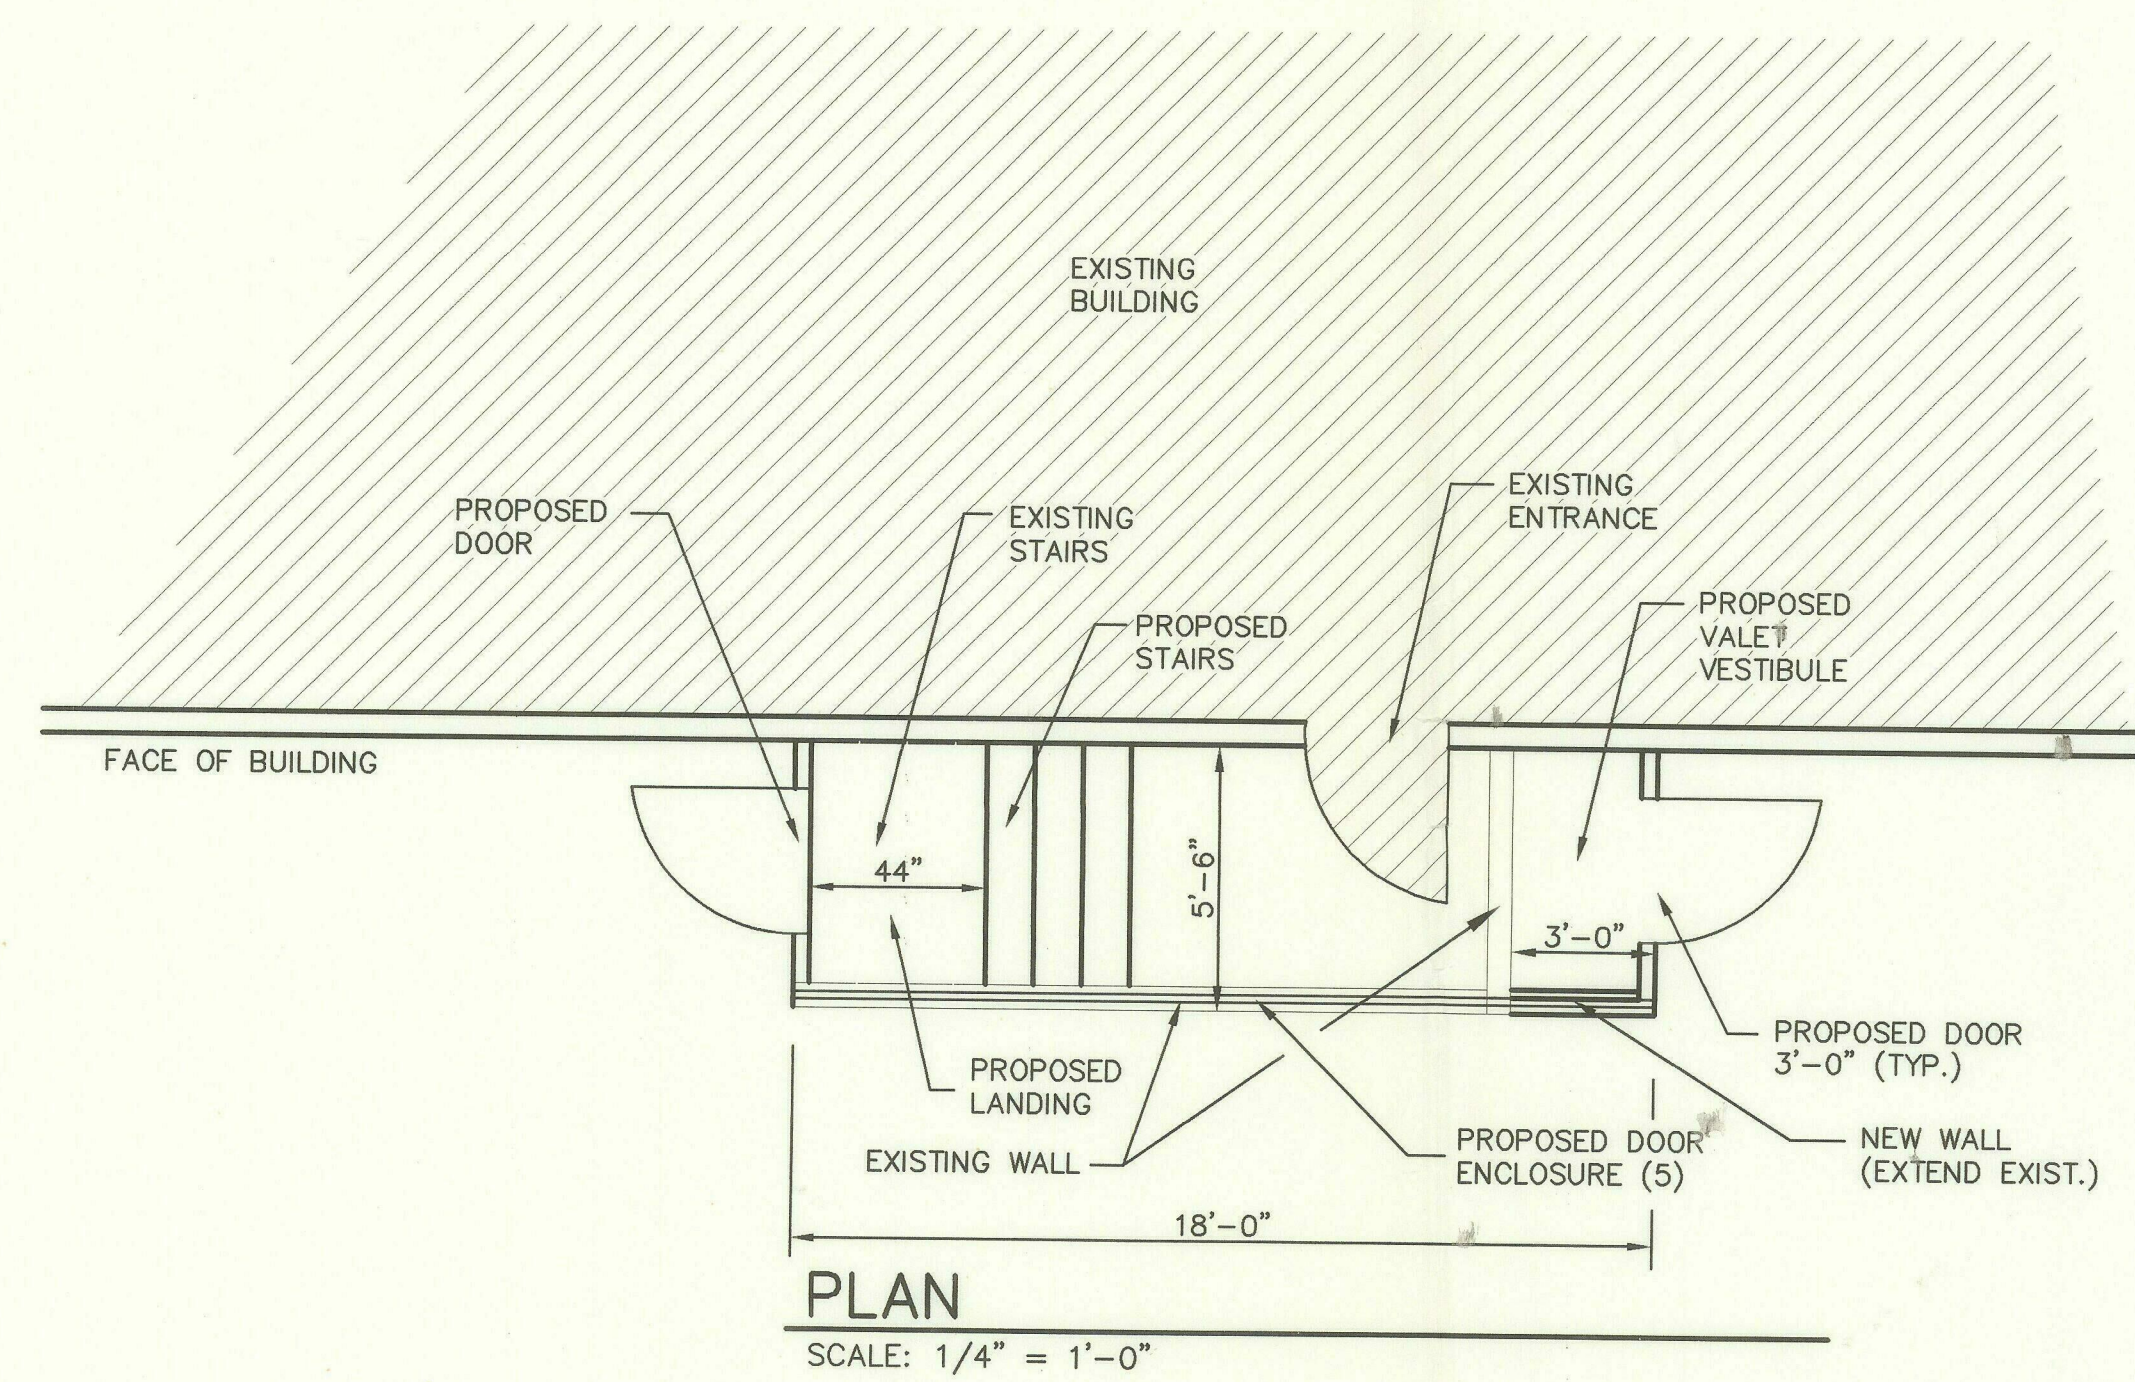 EXISTING
BUILDING
EXISTING
ENTRANCE
PROPOSED
DOOR
EXISTING
STAIRS
PROPOSED
STAIRS
PROPOSED
VALET
VESTIBULE
FACE OF BUILDING
44”
5’-6”
3’-0”
PROPOSED DOOR
3’-0” (TYP.)
PROPOSED
LANDING
EXISTING WALL
PROPOSED DOOR
ENCLOSURE (5)
NEW WALL
(EXTEND EXIST.)
18’-0”
PLAN
SCALE: 1/4” = 1’-0”